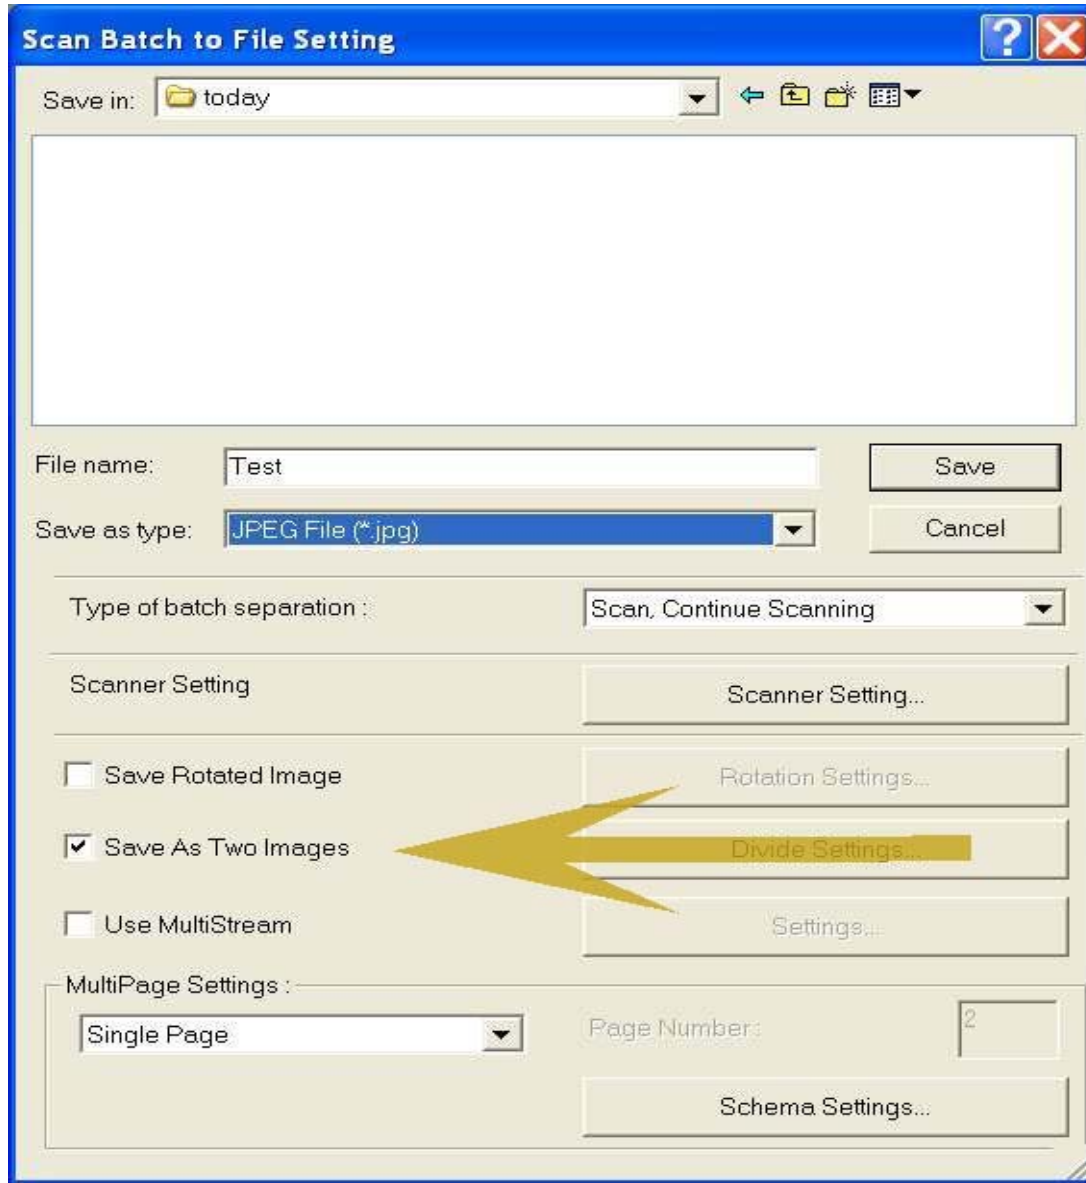 Scan Batch to File Setting
Save in: today
File name: Test Save
Save as type: JPEG File (*.jpg) Cancel
Type of batch separation : Scan, Continue Scanning
Scanner Setting Scanner Setting...
Save Rotated Image Rotation Settings...
Save As Two Images Divide Settings...
Use MultiStream Settings...
MultiPage Settings :
Single Page Page Number : 2
Schema Settings...